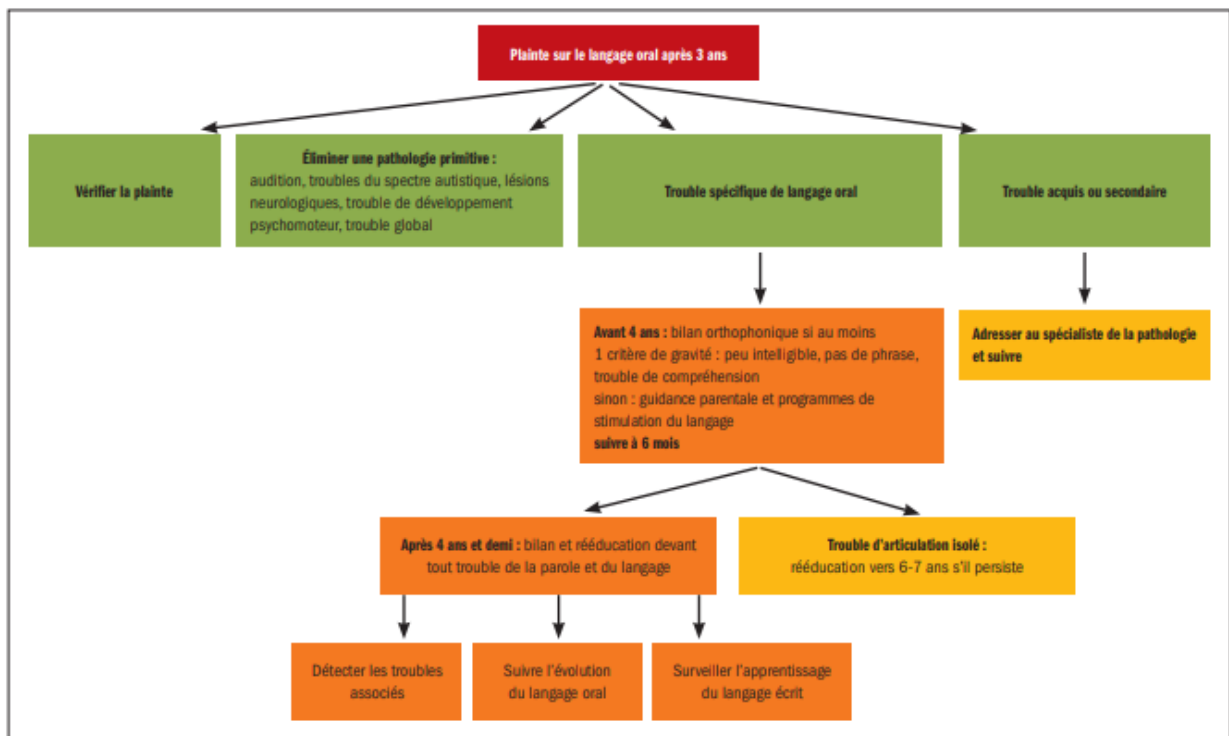 Plainte sur le langage oral après 3 ans
Vérifier la plainte
Éliminer une pathologie primitive :
audition, troubles du spectre autistique, lésions
neurologiques, trouble de développement
psychomoteur, trouble global
Trouble spécifique de langage oral
Trouble acquis ou secondaire
Avant 4 ans : bilan orthophonique si au moins
1 critère de gravité : peu intelligible, pas de phrase,
trouble de compréhension
sinon : guidance parentale et programmes de
stimulation du langage
suivre à 6 mois
Adresser au spécialiste de la pathologie
et suivre
Après 4 ans et demi : bilan et rééducation devant
tout trouble de la parole et du langage
Trouble d'articulation isolé :
rééducation vers 6-7 ans s'il persiste
Détecter les troubles
associés
Suivre l'évolution
du langage oral
Surveiller l'apprentissage
du langage écrit